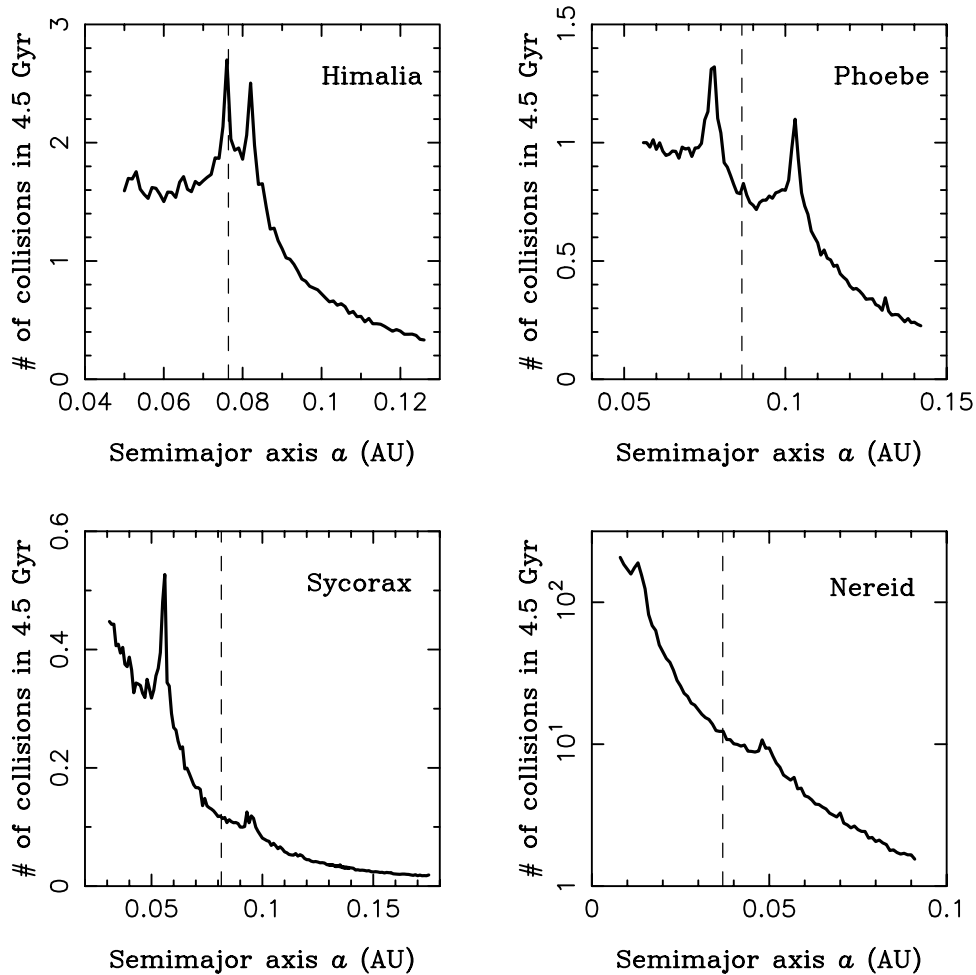 # of collisions in 4.5 Gyr
3
2
1
0
Himalia
0.04 0.06 0.08 0.1 0.12
Semimajor axis a (AU)
# of collisions in 4.5 Gyr
1.5
1
0.5
0
Phoebe
0.05 0.1 0.15
Semimajor axis a (AU)
# of collisions in 4.5 Gyr
0.6
0.4
0.2
0
Sycorax
0.05 0.1 0.15
Semimajor axis a (AU)
# of collisions in 4.5 Gyr
10²
10¹
1
Nereid
0 0.05 0.1
Semimajor axis a (AU)